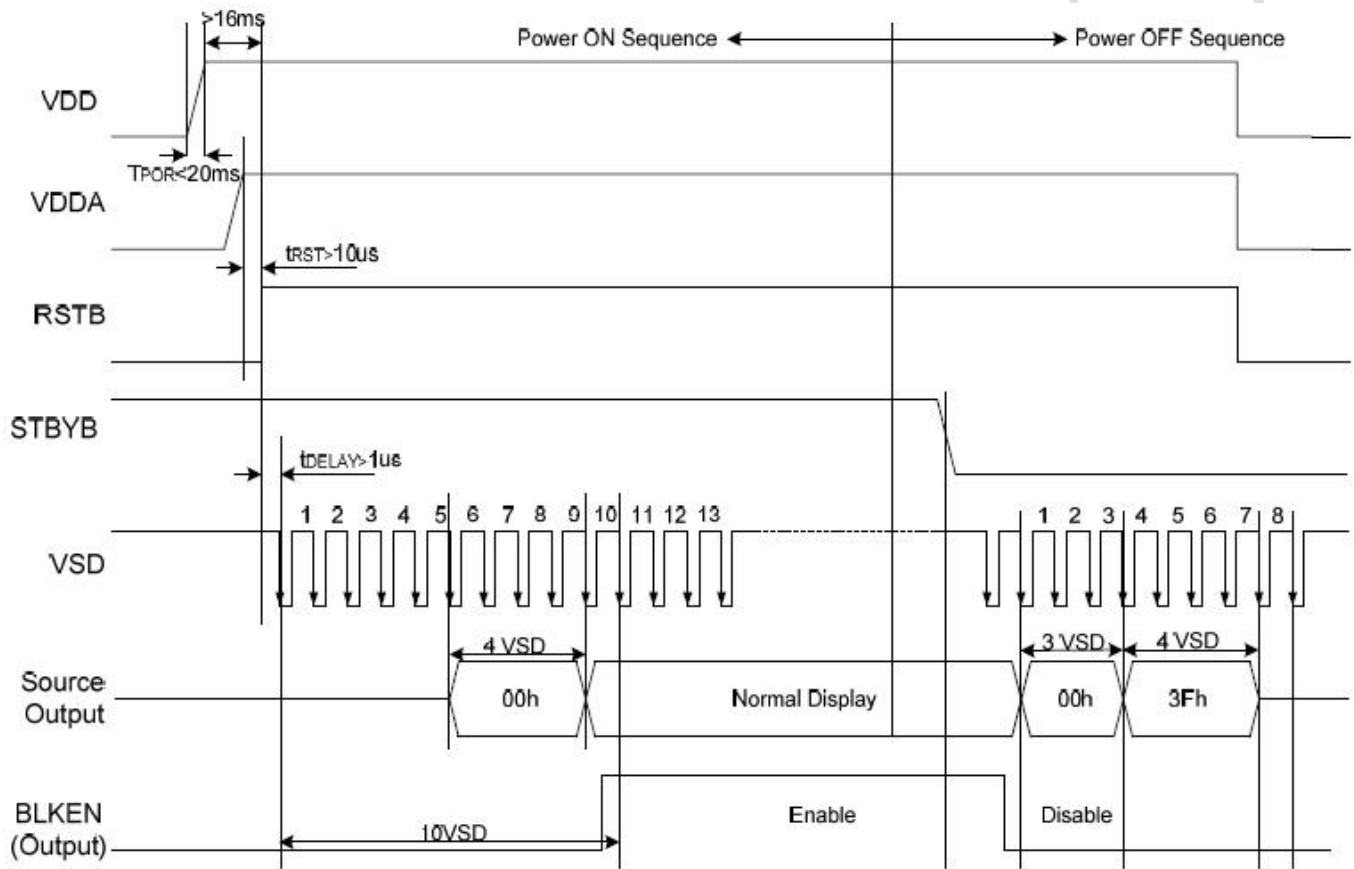 >16ms
Power ON Sequence
Power OFF Sequence
VDD
TPOR<20ms
VDDA
tRST>10us
RSTB
STBYB
tDELAY>1us
1 2 3 4 5 6 7 8 9 10 11 12 13
1 2 3 4 5 6 7 8
VSD
4 VSD
3 VSD
4 VSD
Source
Output
00h
Normal Display
00h
3Fh
BLKEN
(Output)
10VSD
Enable
Disable